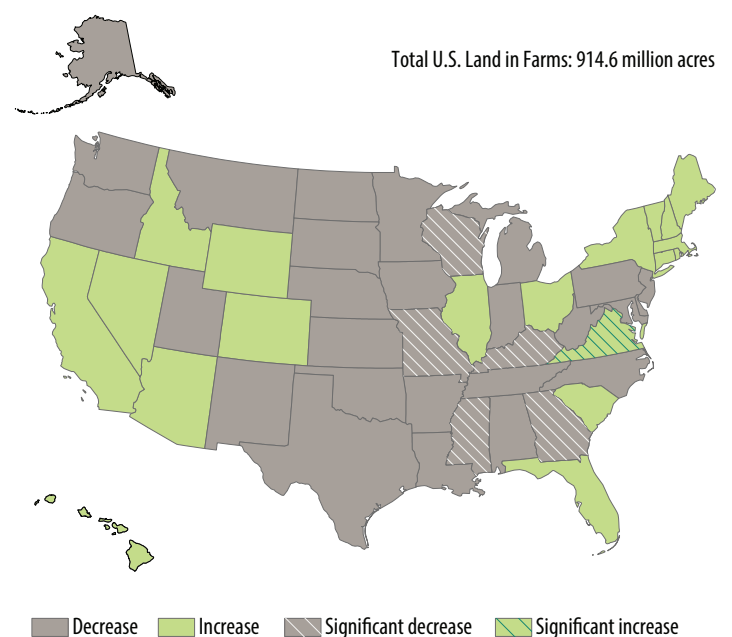 Total U.S. Land in Farms: 914.6 million acres
Decrease Increase Significant decrease Significant increase